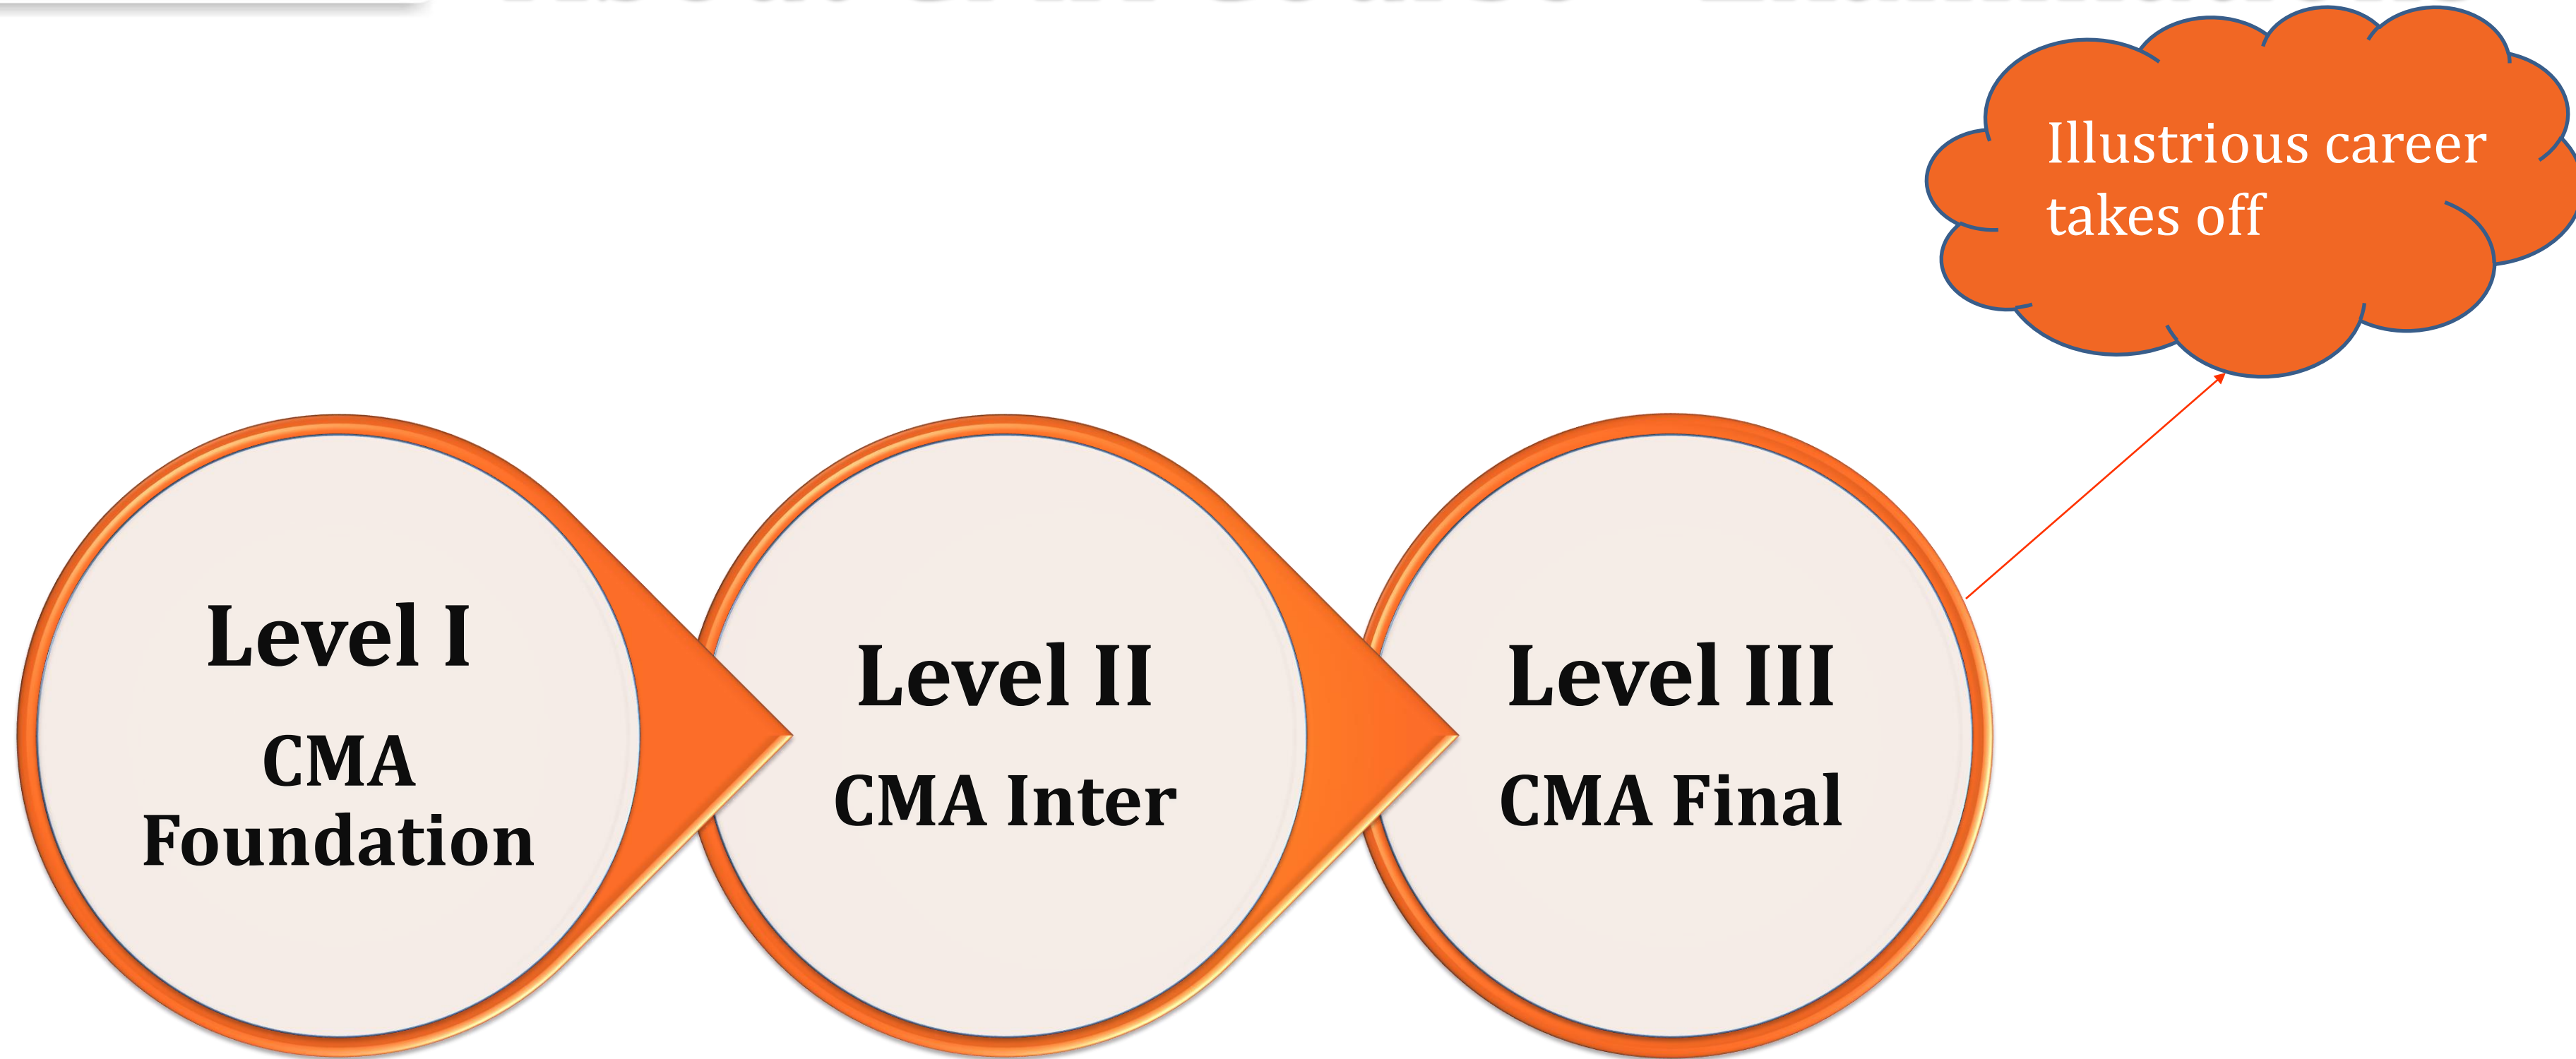 Illustrious career
takes off
Level I
CMA
Foundation
Level II
CMA Inter
Level III
CMA Final